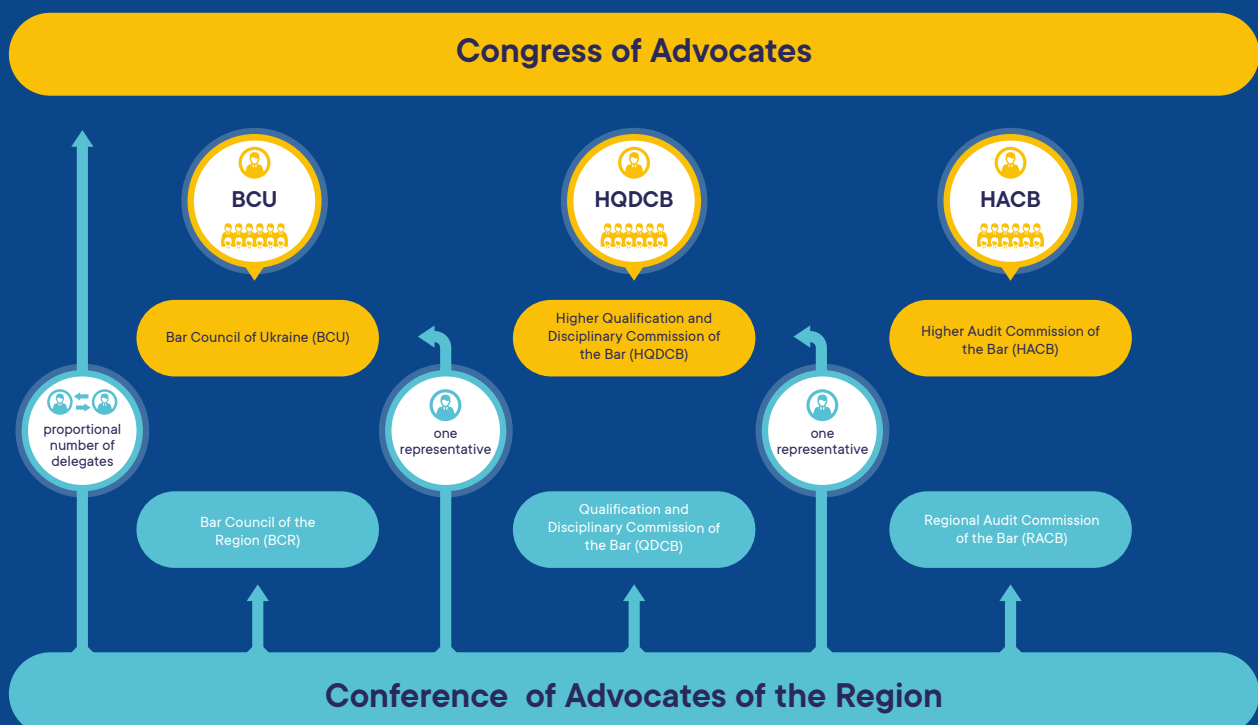 Congress of Advocates
BCU
HQDCB
HACB
Bar Council of Ukraine (BCU)
Higher Qualification and
Disciplinary Commission of
the Bar (HQDCB)
Higher Audit Commission of
the Bar (HACB)
proportional
number of
delegates
one
representative
one
representative
Bar Council of the
Region (BCR)
Qualification and
Disciplinary Commission of
the Bar (QDCB)
Regional Audit Commission
of the Bar (RACB)
Conference of Advocates of the Region